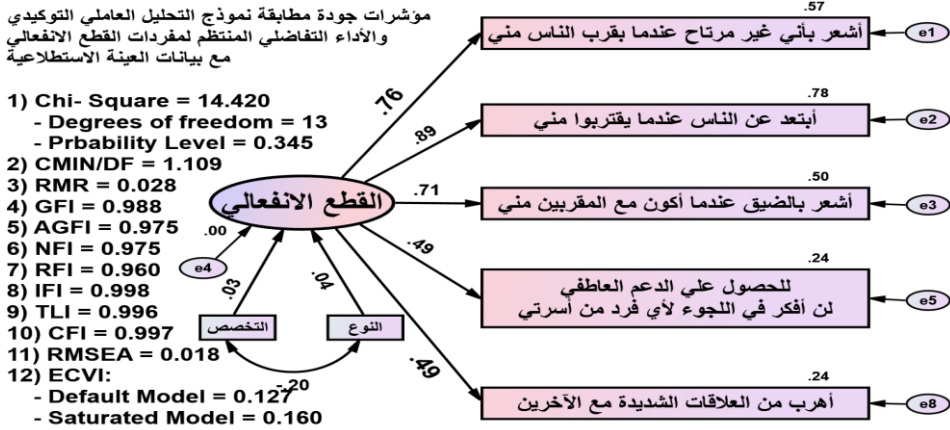 مؤشرات جودة مطابقة نموذج التحليل العاملي التوكيدي
والأداء التفاضلي المنتظم لمفردات القطع الانفعالي
مع بيانات العينة الاستطلاعية
1) Chi- Square = 14.420
- Degrees of freedom = 13
- Prbability Level = 0.345
2) CMIN/DF = 1.109
3) RMR = 0.028
4) GFI = 0.988
5) AGFI = 0.975
6) NFI = 0.975
7) RFI = 0.960
8) IFI = 0.998
9) TLI = 0.996
10) CFI = 0.997
11) RMSEA = 0.018
12) ECVI:
- Default Model = 0.127
- Saturated Model = 0.160
القطع الانفعالي
.00
e4
.03
.04
التخصص
النوع
-.20
.76
.89
.71
.49
.49
.57
أشعر بأني غير مرتاح عندما بقرب الناس مني
e1
.78
أبتعد عن الناس عندما يقتربوا مني
e2
.50
أشعر بالضيق عندما أكون مع المقربين مني
e3
.24
للحصول علي الدعم العاطفي
لن أفكر في اللجوء لأي فرد من أسرتي
e5
.24
أهرب من العلاقات الشديدة مع الآخرين
e8